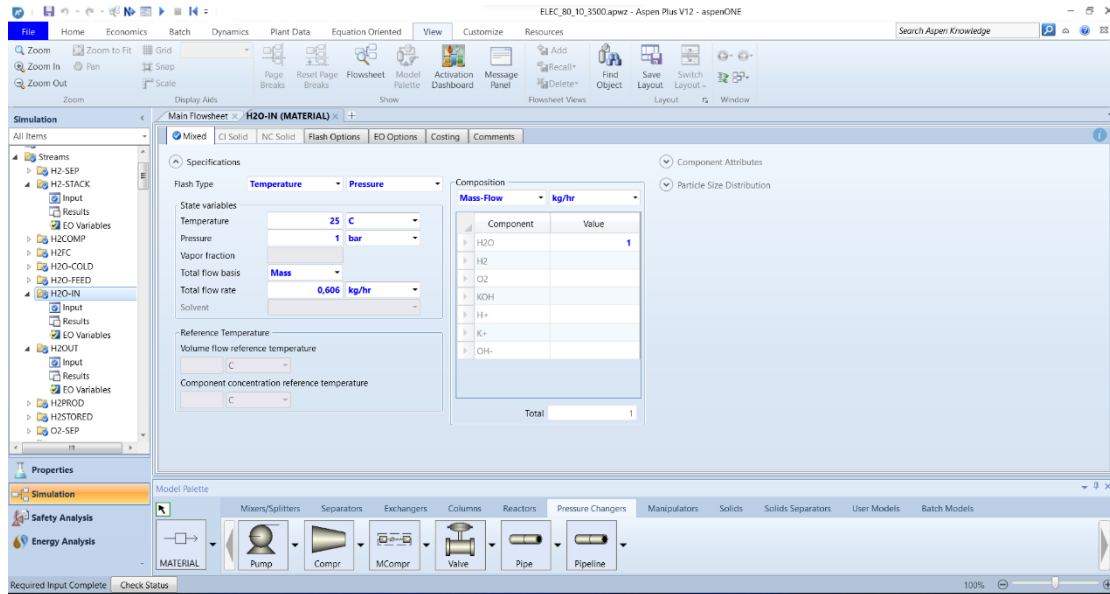 ELEC_80_10_3500.apwz - Aspen Plus V12 - aspenONE
File Home Economics Batch Dynamics Plant Data Equation Oriented View Customize Resources Search Aspen Knowledge
Zoom Zoom to Fit Grid Add
Zoom In Pan Snap Recall
Zoom Out Scale Delete
Page Breaks Reset Page Breaks Flowsheet Model Palette Activation Dashboard Message Panel Find Object Save Layout Switch Layout
Zoom Display Aids Show Flowsheet Views Layout Window
Simulation Main Flowsheet H2O-IN (MATERIAL)
All Items Mixed CI Solid NC Solid Flash Options EO Options Costing Comments
Streams
H2-SEP
H2-STACK
Input
Results
EO Variables
H2COMP
H2FC
H2O-COLD
H2O-FEED
H2O-IN
Input
Results
EO Variables
H2OUT
Input
Results
EO Variables
H2PROD
H2STORED
O2-SEP
Specifications
Flash Type Temperature Pressure
State variables
Temperature 25 C
Pressure 1 bar
Vapor fraction
Total flow basis Mass
Total flow rate 0,606 kg/hr
Solvent
Reference Temperature
Volume flow reference temperature
C
Component concentration reference temperature
C
Composition
Mass-Flow kg/hr
Component Value
H2O 1
H2
O2
KOH
H+
K+
OH-
Total 1
Component Attributes
Particle Size Distribution
Properties
Simulation
Safety Analysis
Energy Analysis
Model Palette
Mixers/Splitters Separators Exchangers Columns Reactors Pressure Changers Manipulators Solids Solids Separators User Models Batch Models
MATERIAL Pump Compr MCompr Valve Pipe Pipeline
Required Input Complete Check Status 100%